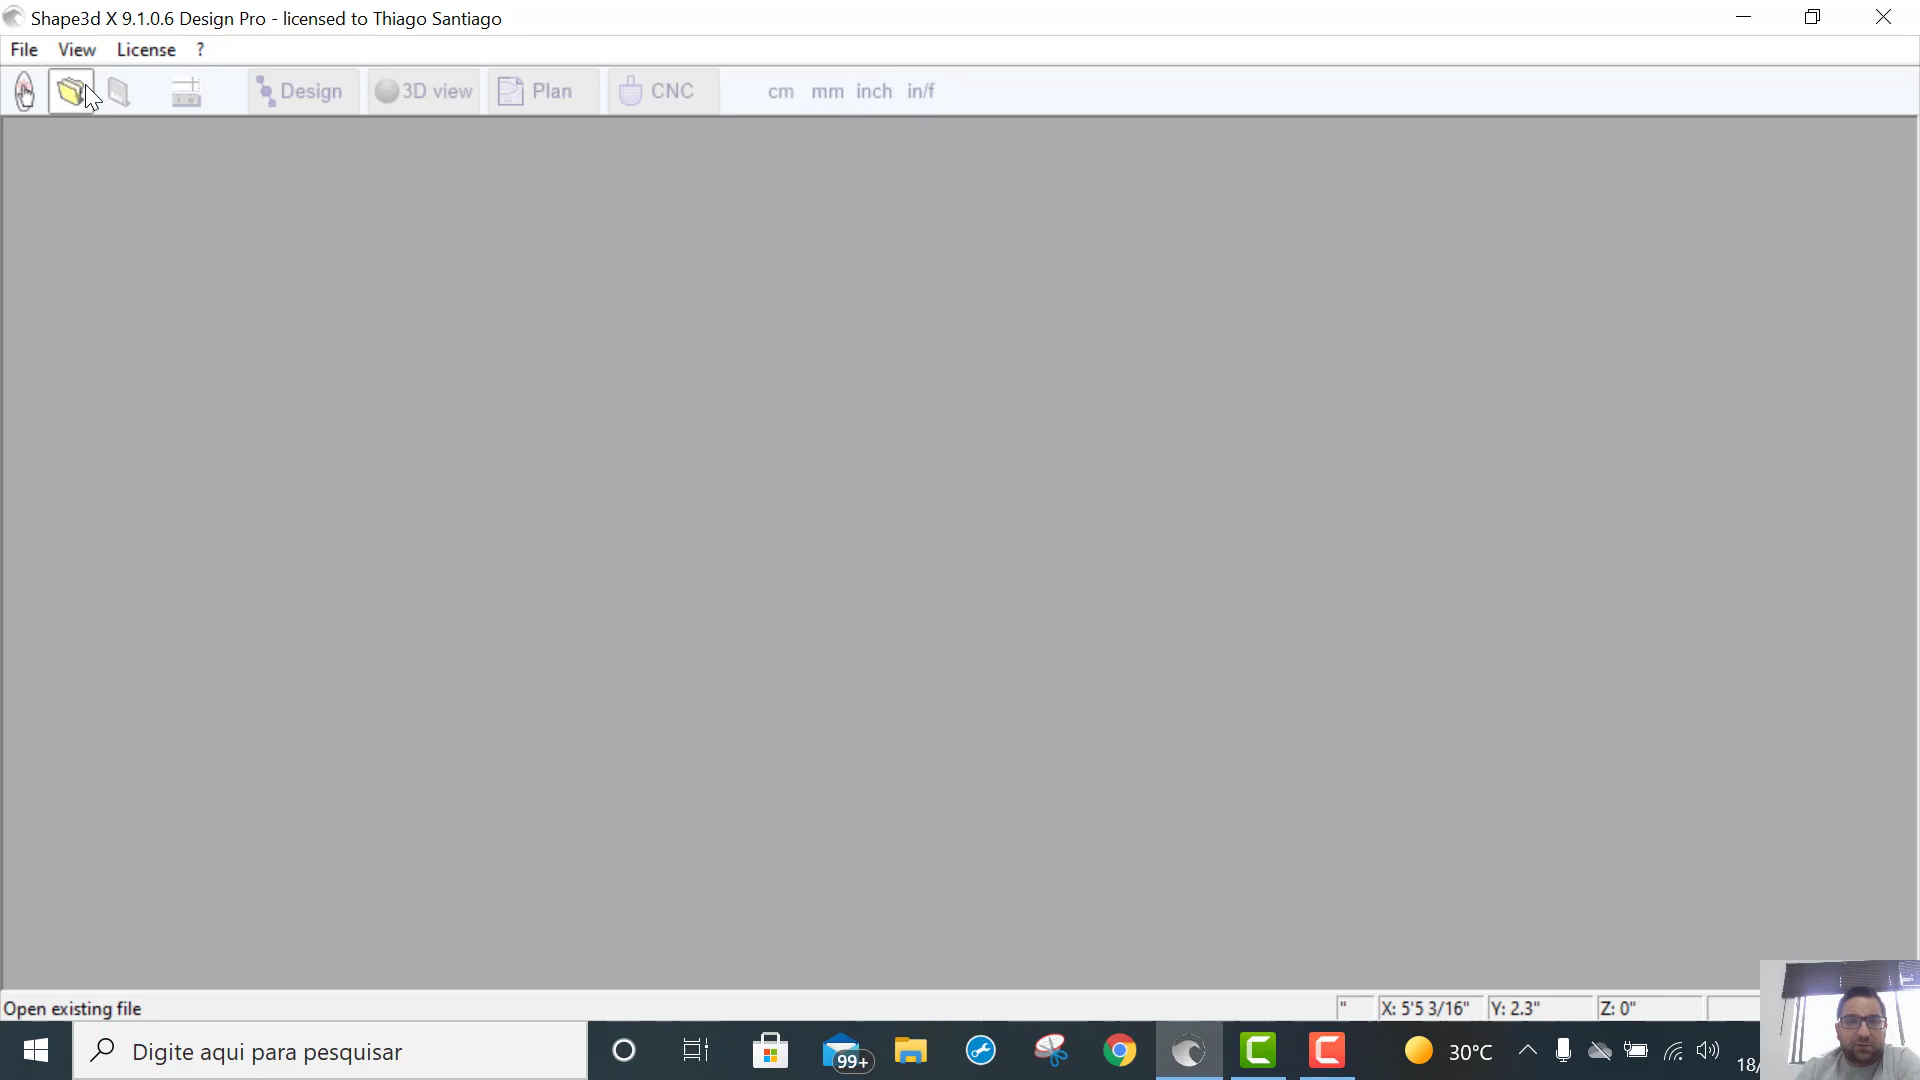 Shape3d X 9.1.0.6 Design Pro - licensed to Thiago Santiago
File View License ?
Design 3D view Plan CNC cm mm inch in/f
Open existing file " X: 5'5 3/16" Y: 2.3" Z: 0"
Digite aqui para pesquisar 99+ 30°C 18/